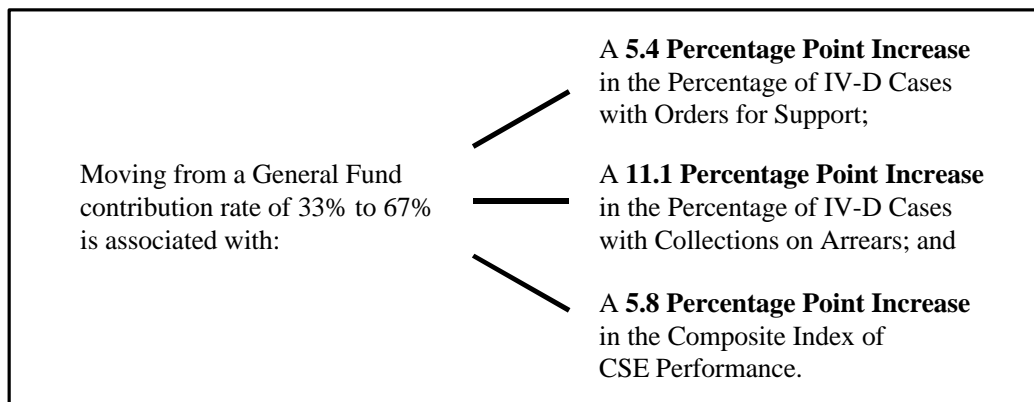 Moving from a General Fund
contribution rate of 33% to 67%
is associated with:
A 5.4 Percentage Point Increase
in the Percentage of IV-D Cases
with Orders for Support;
A 11.1 Percentage Point Increase
in the Percentage of IV-D Cases
with Collections on Arrears; and
A 5.8 Percentage Point Increase
in the Composite Index of
CSE Performance.